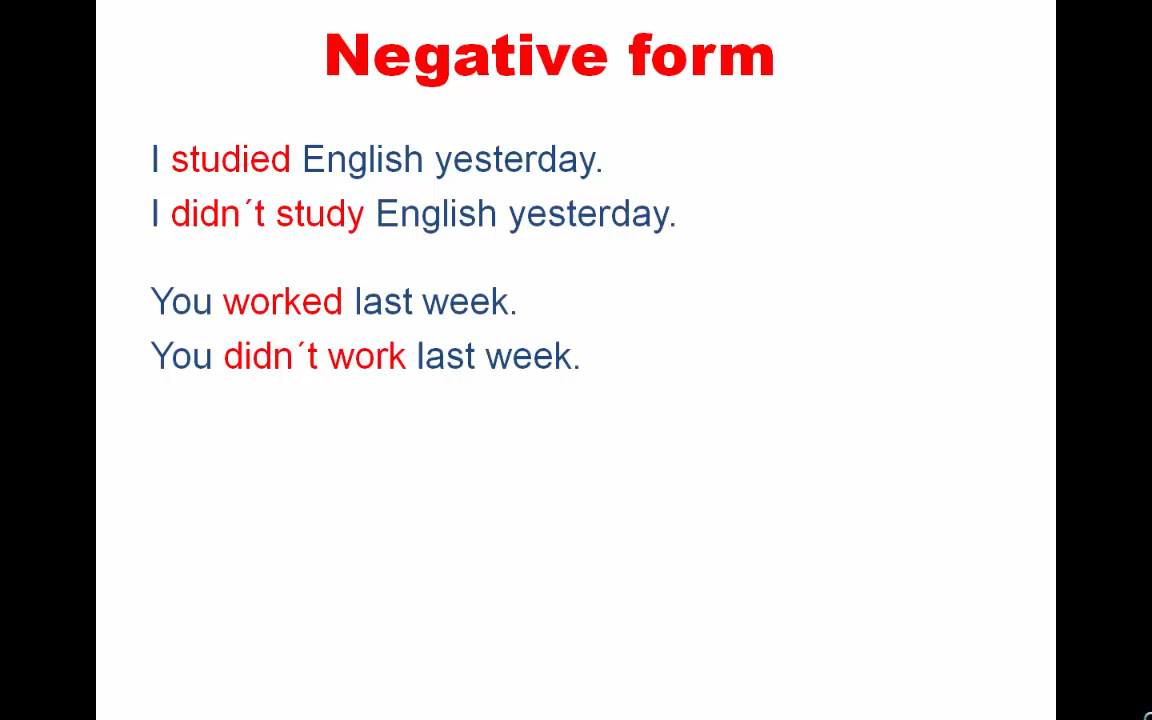 Negative form
I studied English yesterday.
I didn´t study English yesterday.
You worked last week.
You didn´t work last week.